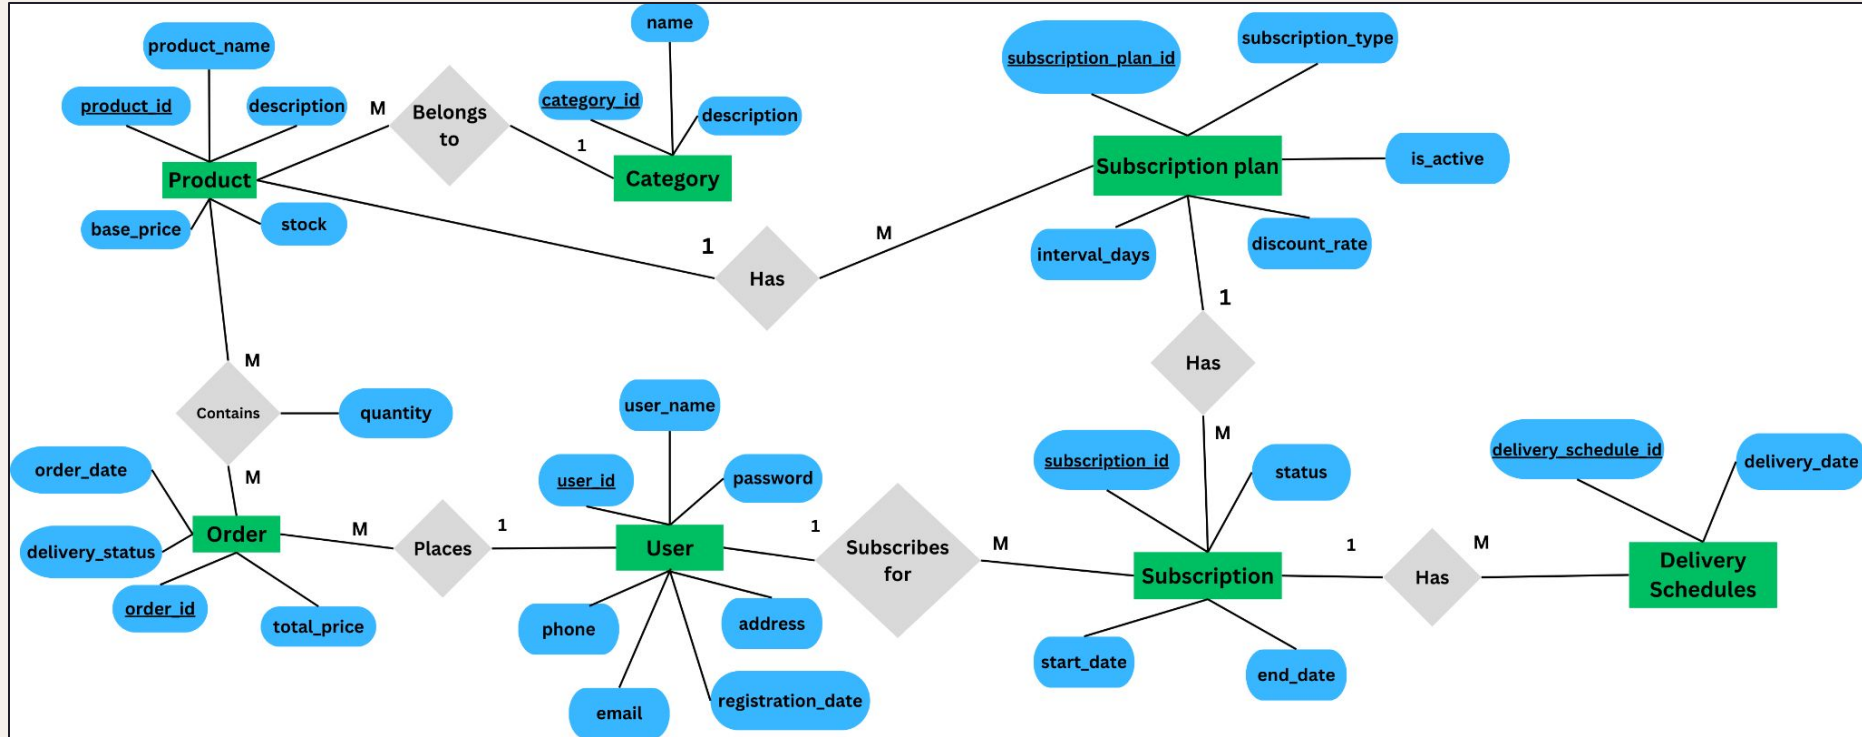 name
product_name
subscription_plan_id
subscription_type
product_id
description
M
Belongs
to
category_id
description
1
is_active
Product
Category
Subscription plan
base_price
stock
1
Has
M
interval_days
discount_rate
1
Has
M
M
Contains
quantity
M
user_name
order_date
user_id
password
subscription_id
status
delivery_schedule_id
delivery_date
Order
M
Places
1
User
1
Subscribes
for
M
Subscription
1
Has
M
Delivery
Schedules
delivery_status
order_id
total_price
phone
address
email
registration_date
start_date
end_date